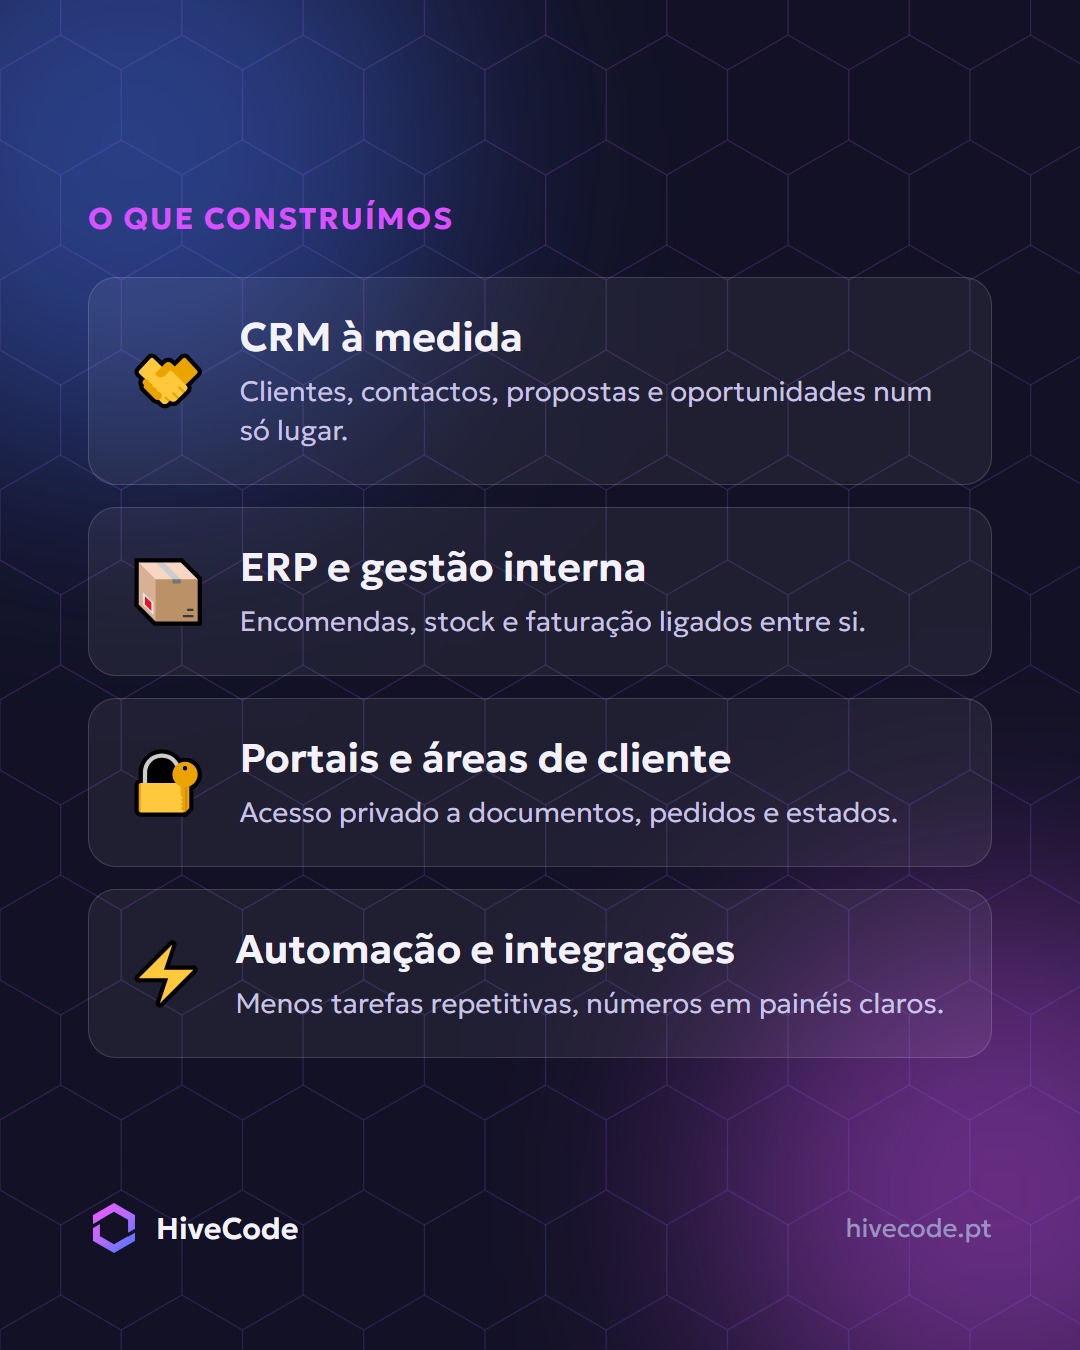 O QUE CONSTRUÍMOS
CRM à medida
Clientes, contactos, propostas e oportunidades num
só lugar.
ERP e gestão interna
Encomendas, stock e faturação ligados entre si.
Portais e áreas de cliente
Acesso privado a documentos, pedidos e estados.
Automação e integrações
Menos tarefas repetitivas, números em painéis claros.
HiveCode
hivecode.pt